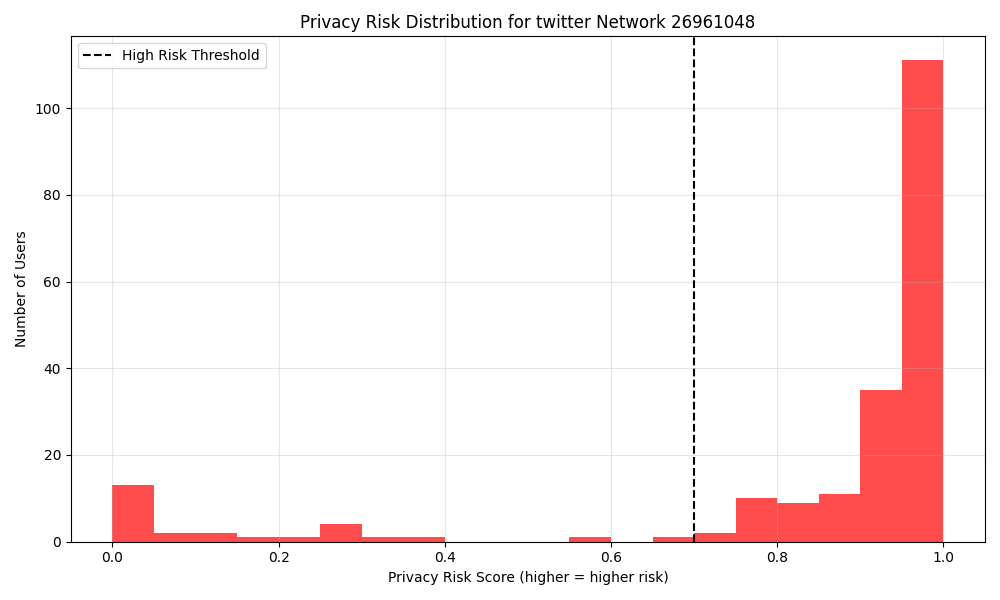 Privacy Risk Distribution for twitter Network 26961048
High Risk Threshold
Number of Users
100
80
60
40
20
0
0.0 0.2 0.4 0.6 0.8 1.0
Privacy Risk Score (higher = higher risk)